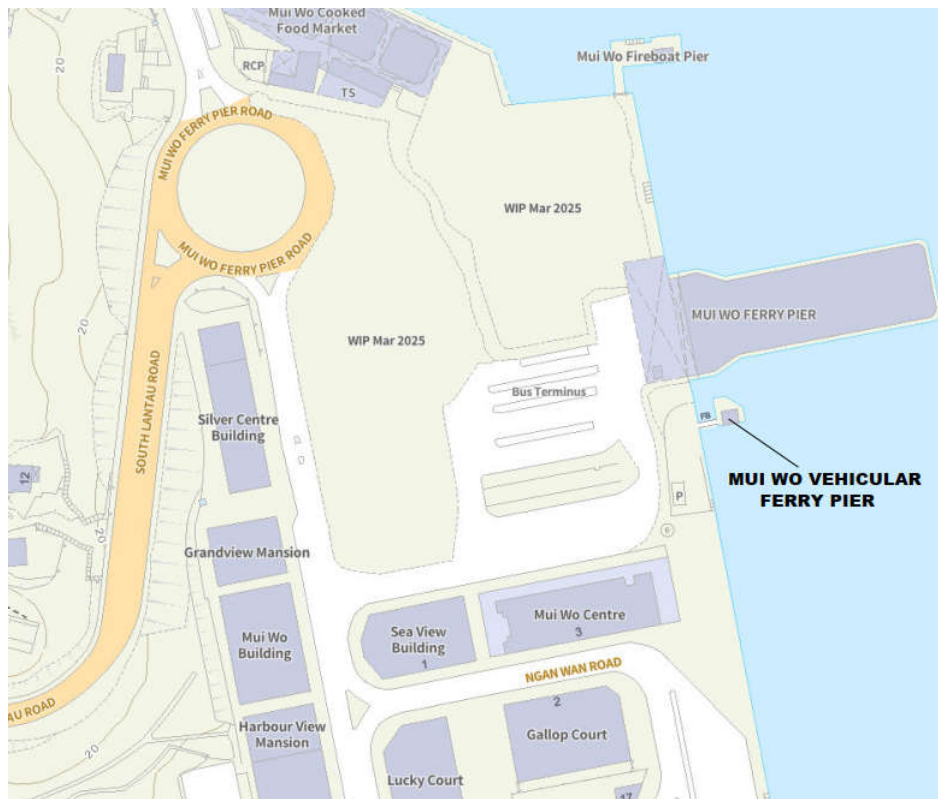 Mui Wo Cooked
Food Market
Mui Wo Fireboat Pier
RCP
TS
20
MUI WO FERRY PIER ROAD
WIP Mar 2025
MUI WO FERRY PIER ROAD
MUI WO FERRY PIER
20
WIP Mar 2025
SOUTH LANTAU ROAD
Bus Terminus
FB
Silver Centre
Building
12
MUI WO VEHICULAR
FERRY PIER
P
20
6
Grandview Mansion
Mui Wo
Building
Sea View
Building
1
Mui Wo Centre
3
NGAN WAN ROAD
AU ROAD
2
Harbour View
Mansion
Gallop Court
20
Lucky Court
17